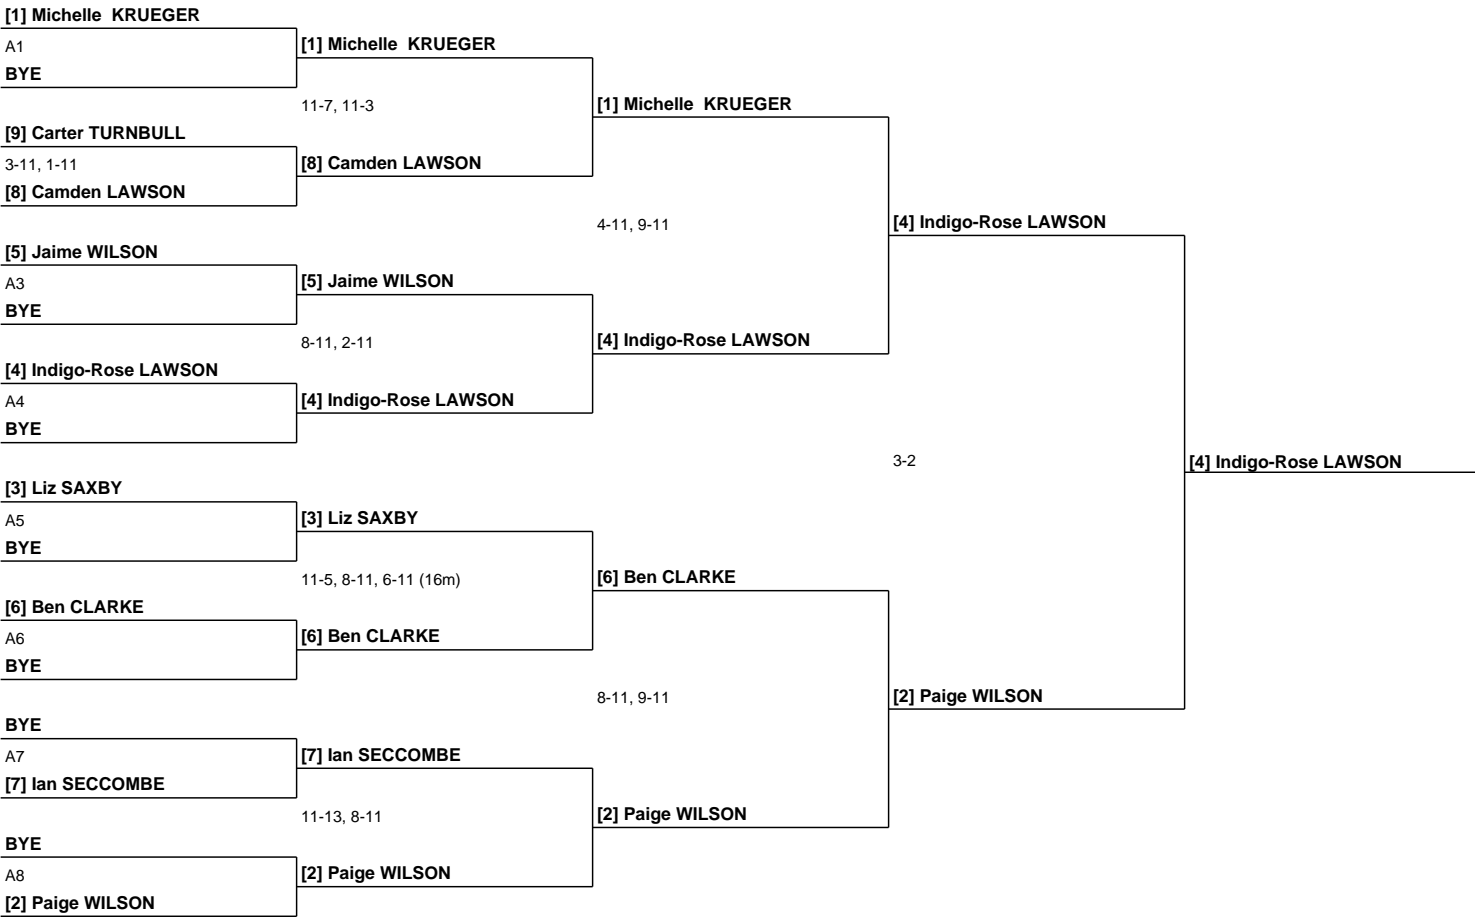 [1] Michelle  KRUEGER
A1
BYE
[9] Carter TURNBULL
3-11, 1-11
[8] Camden LAWSON
[5] Jaime WILSON
A3
BYE
[4] Indigo-Rose LAWSON
A4
BYE
[3] Liz SAXBY
A5
BYE
[6] Ben CLARKE
A6
BYE
BYE
A7
[7] Ian SECCOMBE
BYE
A8
[2] Paige WILSON
[1] Michelle  KRUEGER
11-7, 11-3
[8] Camden LAWSON
[5] Jaime WILSON
8-11, 2-11
[4] Indigo-Rose LAWSON
[3] Liz SAXBY
11-5, 8-11, 6-11 (16m)
[6] Ben CLARKE
[7] Ian SECCOMBE
11-13, 8-11
[2] Paige WILSON
[1] Michelle  KRUEGER
4-11, 9-11
[4] Indigo-Rose LAWSON
[6] Ben CLARKE
8-11, 9-11
[2] Paige WILSON
[4] Indigo-Rose LAWSON
3-2
[2] Paige WILSON
[4] Indigo-Rose LAWSON